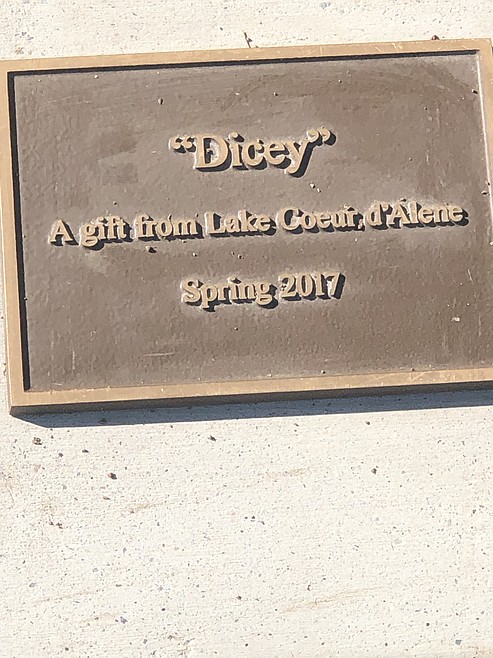 “Dicey”
A gift from Lake Coeur d'Alene
Spring 2017